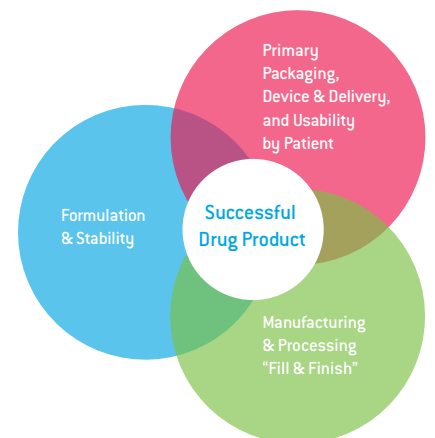 Primary
Packaging,
Device & Delivery,
and Usability
by Patient
Formulation
& Stability
Successful
Drug Product
Manufacturing
& Processing
“Fill & Finish”